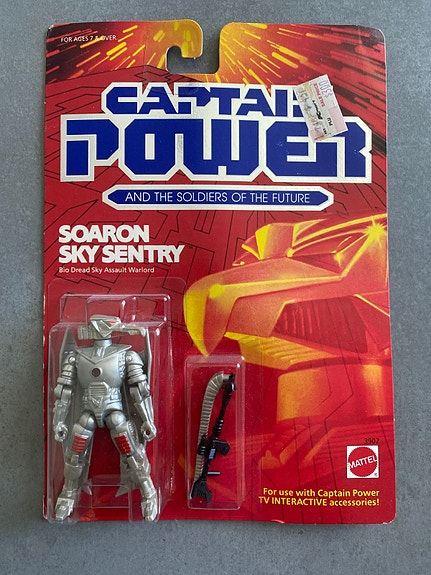 FOR AGES 7 & OVER
CAPTAIN
POWER
AND THE SOLDIERS OF THE FUTURE
SOARON
SKY SENTRY
Bio Dread Sky Assault Warlord
3907
MATTEL
For use with Captain Power
TV INTERACTIVE accessories!